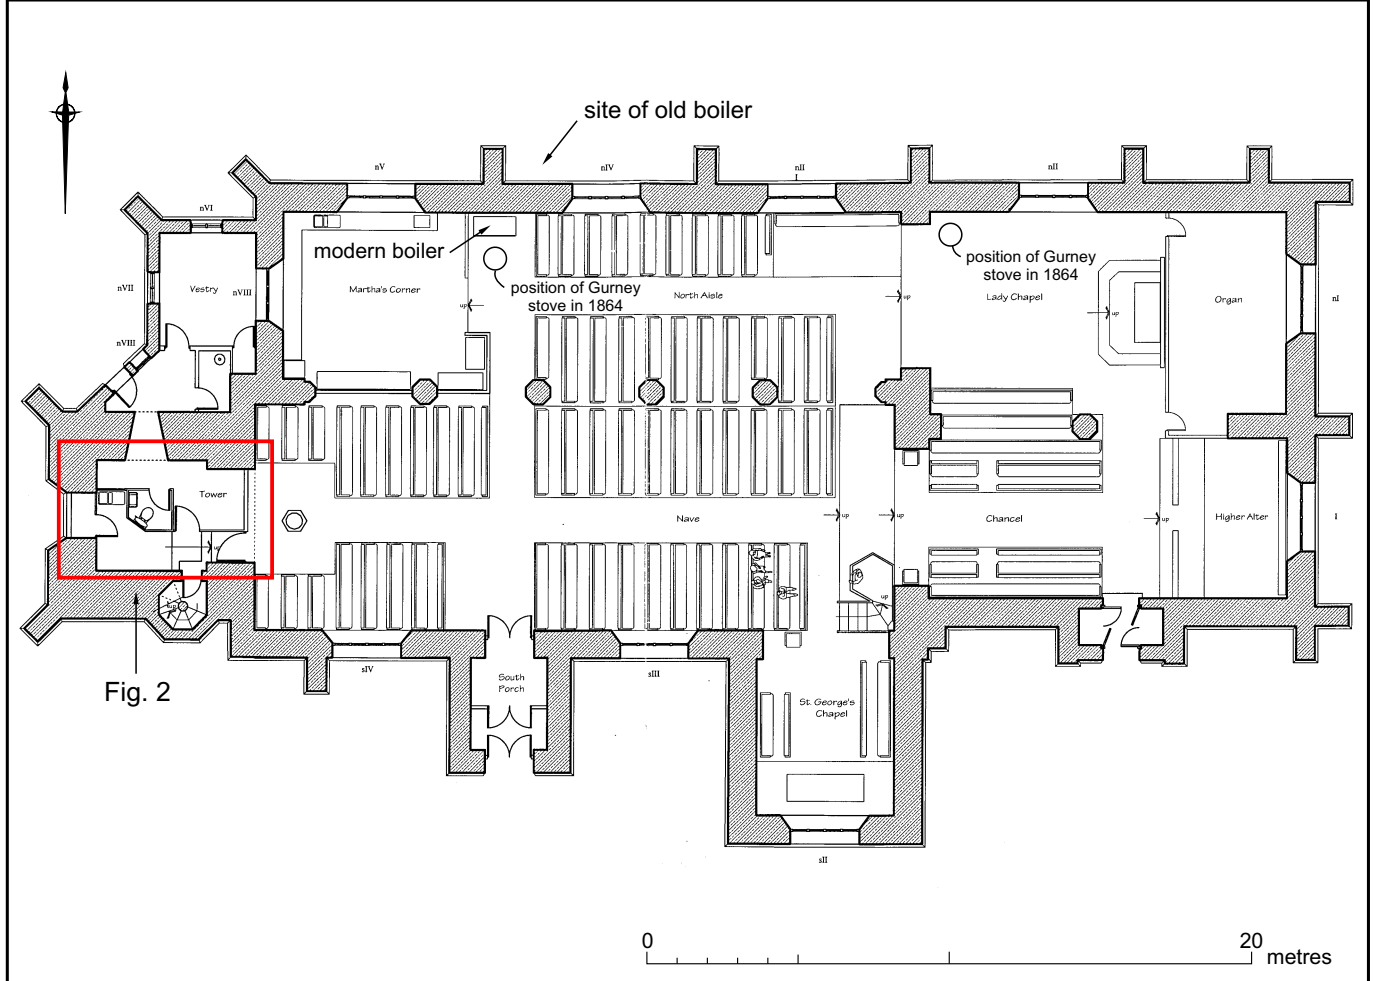 site of old boiler
nV
nIV
nII
nII
nVI
modern boiler
position of Gurney
stove in 1864
position of Gurney
stove in 1864
nVII
Vestry
nVIII
Martha's Corner
up
North Aisle
up
Lady Chapel
up
Organ
nI
nVIII
Tower
up
Nave
up
up
Chancel
up
Higher Alter
I
up
up
Fig. 2
sIV
South
Porch
sIII
St. George's
Chapel
sII
0
20
metres